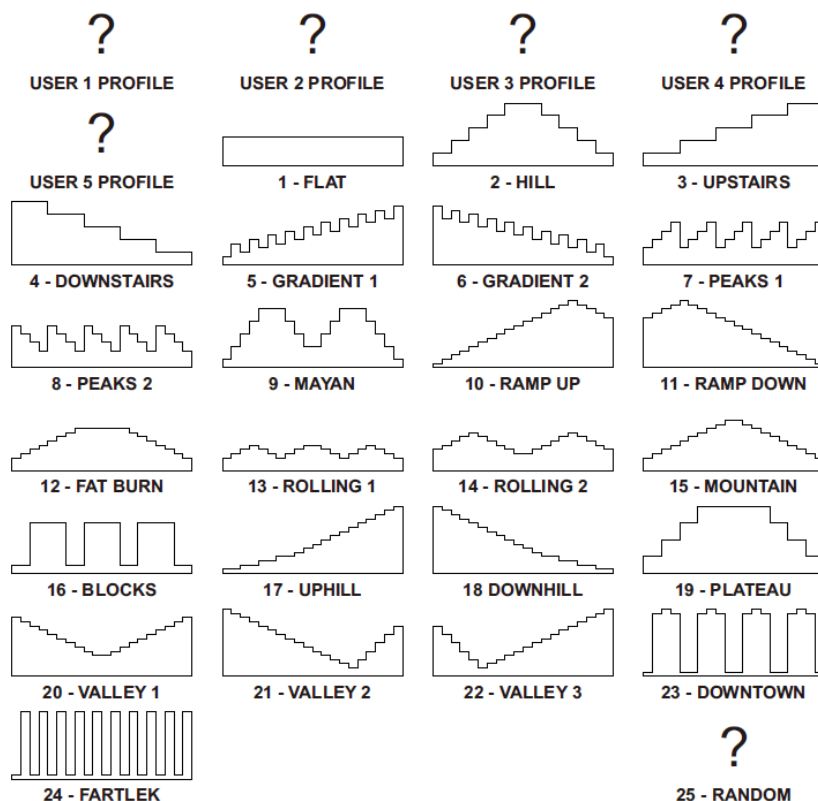 ?
?
?
?
USER 1 PROFILE
USER 2 PROFILE
USER 3 PROFILE
USER 4 PROFILE
?
USER 5 PROFILE
1 - FLAT
2 - HILL
3 - UPSTAIRS
4 - DOWNSTAIRS
5 - GRADIENT 1
6 - GRADIENT 2
7 - PEAKS 1
8 - PEAKS 2
9 - MAYAN
10 - RAMP UP
11 - RAMP DOWN
12 - FAT BURN
13 - ROLLING 1
14 - ROLLING 2
15 - MOUNTAIN
16 - BLOCKS
17 - UPHILL
18 DOWNHILL
19 - PLATEAU
20 - VALLEY 1
21 - VALLEY 2
22 - VALLEY 3
23 - DOWNTOWN
?
24 - FARTLEK
25 - RANDOM